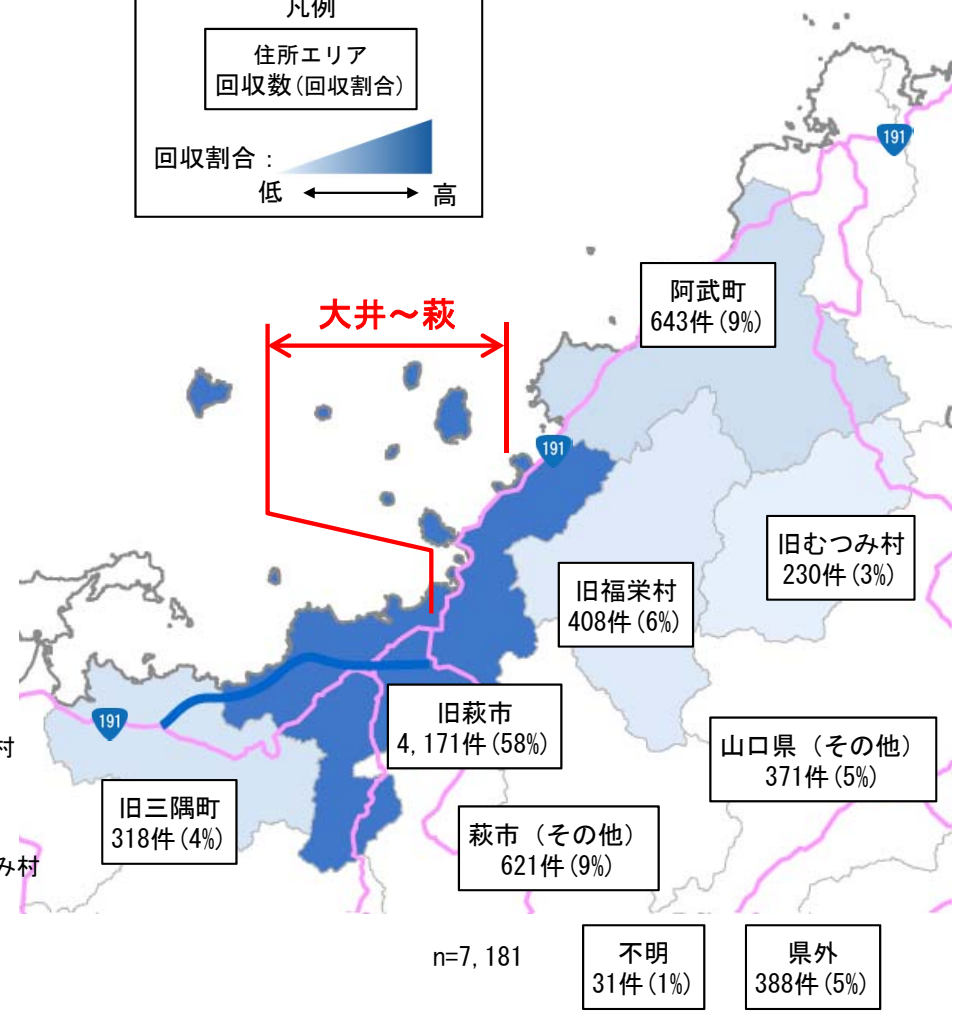 凡例
住所エリア
回収数(回収割合)
回収割合：
低
高
191
大井～萩
阿武町
643件(9%)
191
旧むつみ村
230件(3%)
旧福栄村
408件(6%)
旧萩市
4,171件(58%)
191
山口県（その他）
371件(5%)
村
旧三隅町
318件(4%)
萩市（その他）
621件(9%)
み村
n=7,181
不明
31件(1%)
県外
388件(5%)